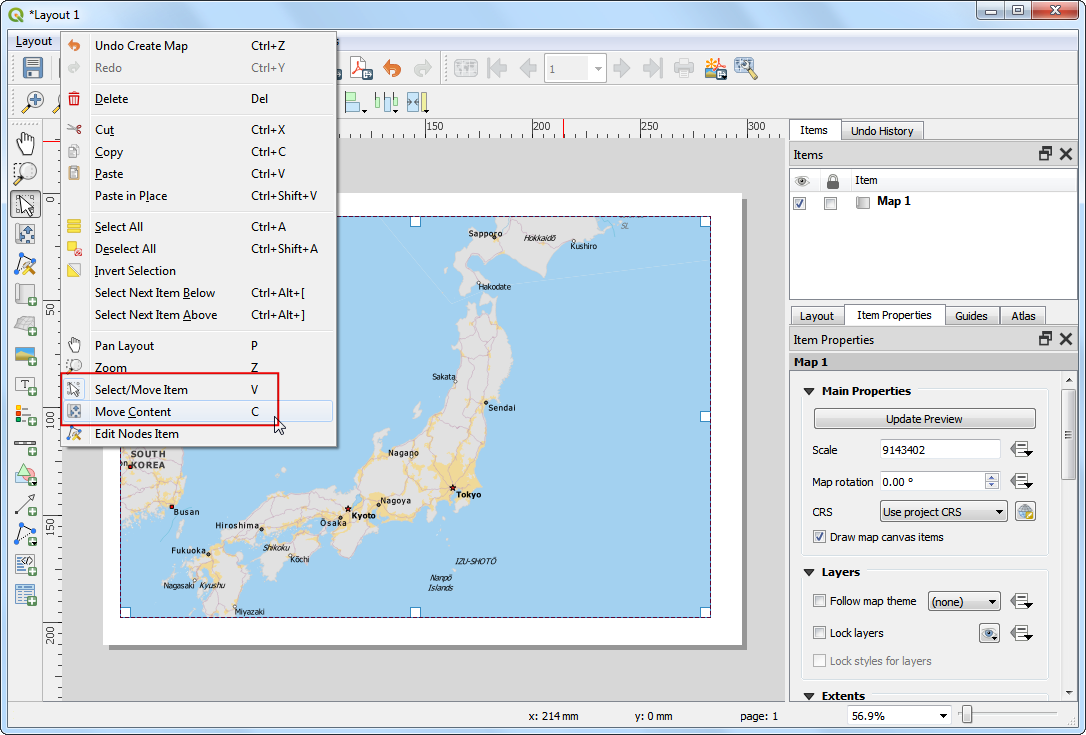 *Layout 1
Layout
Undo Create Map Ctrl+Z
Redo Ctrl+Y
Delete Del
Cut Ctrl+X
Copy Ctrl+C
Paste Ctrl+V
Paste in Place Ctrl+Shift+V
Select All Ctrl+A
Deselect All Ctrl+Shift+A
Invert Selection
Select Next Item Below Ctrl+Alt+[
Select Next Item Above Ctrl+Alt+]
Pan Layout P
Zoom Z
Select/Move Item V
Move Content C
Edit Nodes Item
1
150 200 250 300
0
50
100
150
200
SL
Sapporo
Hokkaidō
Kushiro
Hakodate
Sakata
Sendai
Nagano
Tokyo
SOUTH
KOREA
Busan
Nagoya
Kyoto
Ōsaka
Hiroshima
Shikoku
Kōchi
Fukuoka
Nagasaki
Kyushu
Miyazaki
IZU-SHOTŌ
Nanpō
Islands
Items Undo History
Items
Item
Map 1
Layout Item Properties Guides Atlas
Item Properties
Map 1
Main Properties
Update Preview
Scale 9143402
Map rotation 0.00 °
CRS Use project CRS
Draw map canvas items
Layers
Follow map theme (none)
Lock layers
Lock styles for layers
Extents
x: 214 mm y: 0 mm page: 1 56.9%